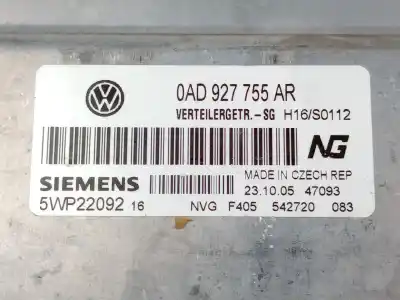 0AD 927 755 AR
VERTEILERGETR.-SG H16/S0112
NG
SIEMENS
MADE IN CZECH REP
23.10.05 47093
5WP22092 16 NVG F405 542720 083